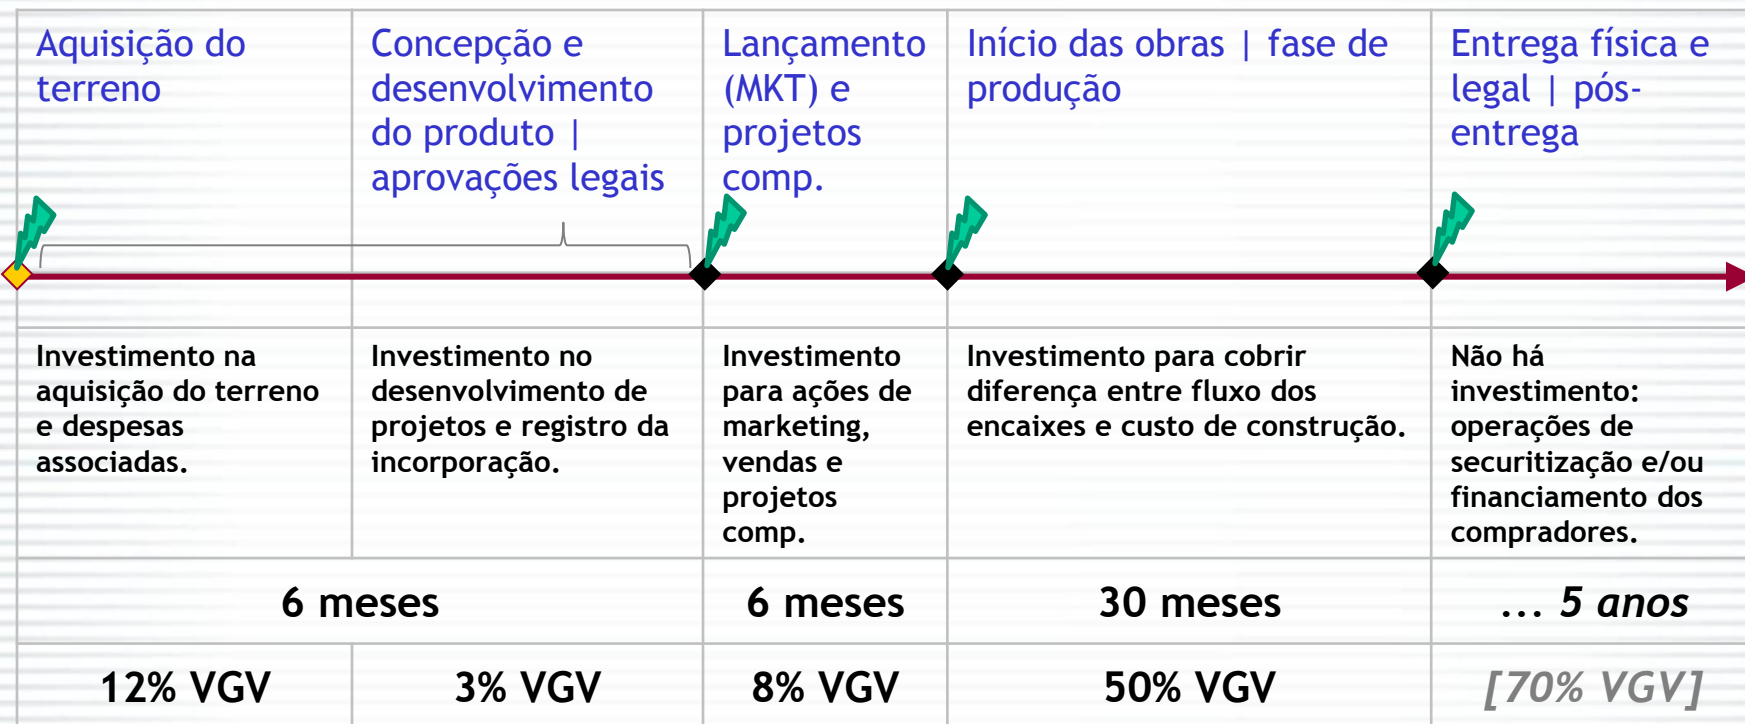 Aquisição do
terreno
Concepção e
desenvolvimento
do produto |
aprovações legais
Lançamento
(MKT) e
projetos
comp.
Início das obras | fase de
produção
Entrega física e
legal | pós-
entrega
Investimento na
aquisição do terreno
e despesas
associadas.
Investimento no
desenvolvimento de
projetos e registro da
incorporação.
Investimento
para ações de
marketing,
vendas e
projetos
comp.
Investimento para cobrir
diferença entre fluxo dos
encaixes e custo de construção.
Não há
investimento:
operações de
securitização e/ou
financiamento dos
compradores.
6 meses
6 meses
30 meses
... 5 anos
12% VGV
3% VGV
8% VGV
50% VGV
[70% VGV]